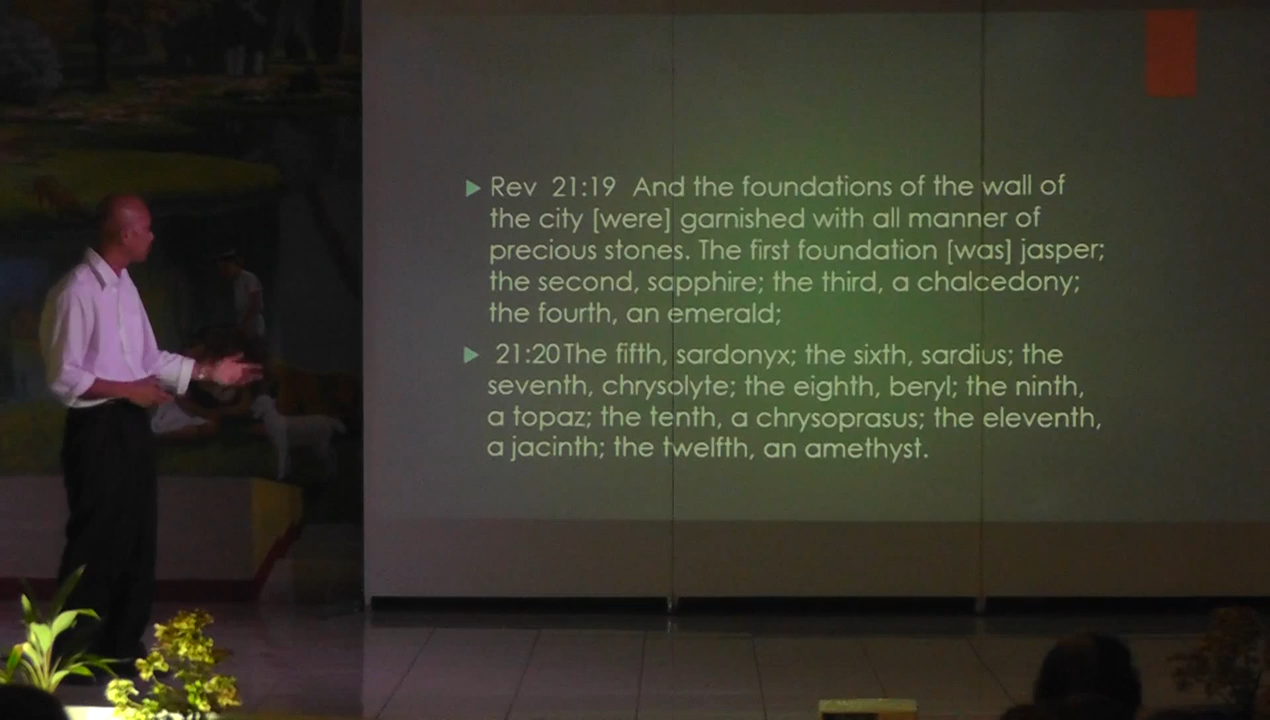 Rev 21:19 And the foundations of the wall of
the city [were] garnished with all manner of
precious stones. The first foundation [was] jasper;
the second, sapphire; the third, a chalcedony;
the fourth, an emerald;
21:20The fifth, sardonyx; the sixth, sardius; the
seventh, chrysolyte; the eighth, beryl; the ninth,
a topaz; the tenth, a chrysoprasus; the eleventh,
a jacinth; the twelfth, an amethyst.